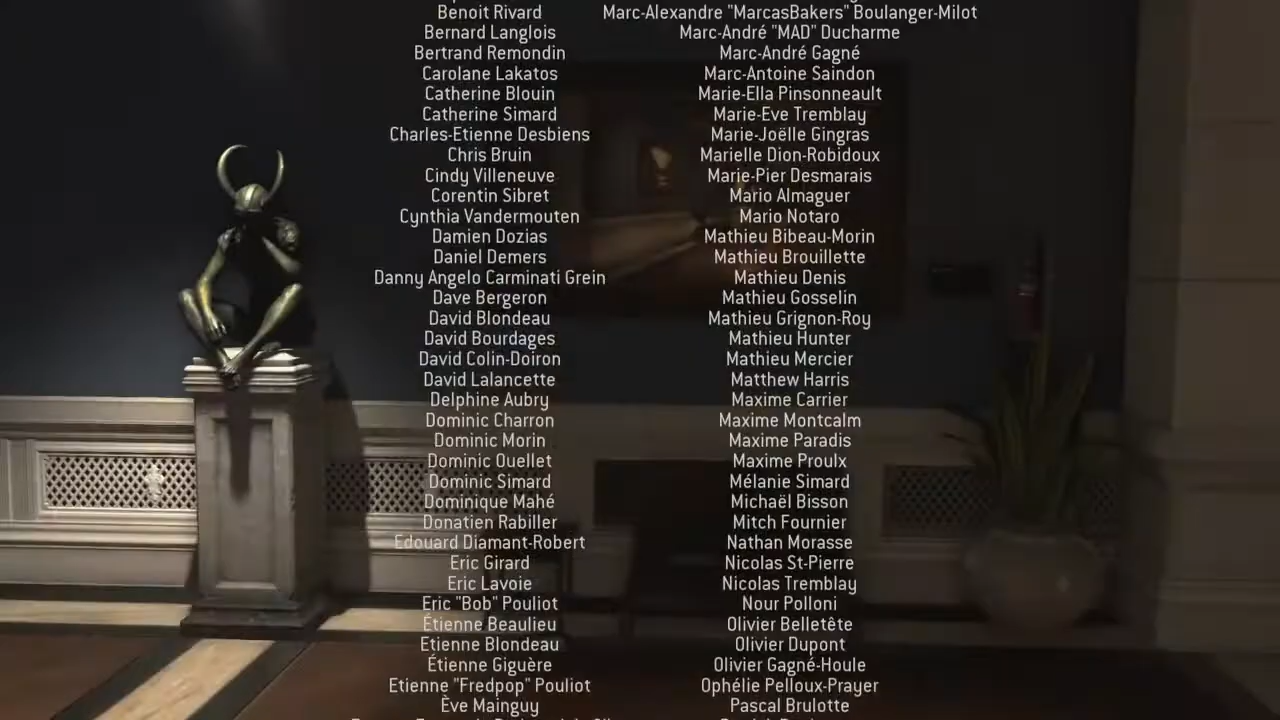 Benoit Rivard
Bernard Langlois
Bertrand Remondin
Carolane Lakatos
Catherine Blouin
Catherine Simard
Charles-Etienne Desbiens
Chris Bruin
Cindy Villeneuve
Corentin Sibret
Cynthia Vandermouten
Damien Dozias
Daniel Demers
Danny Angelo Carminati Grein
Dave Bergeron
David Blondeau
David Bourdages
David Colin-Doiron
David Lalancette
Delphine Aubry
Dominic Charron
Dominic Morin
Dominic Ouellet
Dominic Simard
Dominique Mahé
Donatien Rabiller
Edouard Diamant-Robert
Eric Girard
Eric Lavoie
Eric "Bob" Pouliot
Étienne Beaulieu
Etienne Blondeau
Étienne Giguère
Etienne "Fredpop" Pouliot
Ève Mainguy
Marc-Alexandre "MarcasBakers" Boulanger-Milot
Marc-André "MAD" Ducharme
Marc-André Gagné
Marc-Antoine Saindon
Marie-Ella Pinsonneault
Marie-Eve Tremblay
Marie-Joëlle Gingras
Marielle Dion-Robidoux
Marie-Pier Desmarais
Mario Almaguer
Mario Notaro
Mathieu Bibeau-Morin
Mathieu Brouillette
Mathieu Denis
Mathieu Gosselin
Mathieu Grignon-Roy
Mathieu Hunter
Mathieu Mercier
Matthew Harris
Maxime Carrier
Maxime Montcalm
Maxime Paradis
Maxime Proulx
Mélanie Simard
Michaël Bisson
Mitch Fournier
Nathan Morasse
Nicolas St-Pierre
Nicolas Tremblay
Nour Polloni
Olivier Belletête
Olivier Dupont
Olivier Gagné-Houle
Ophélie Pelloux-Prayer
Pascal Brulotte